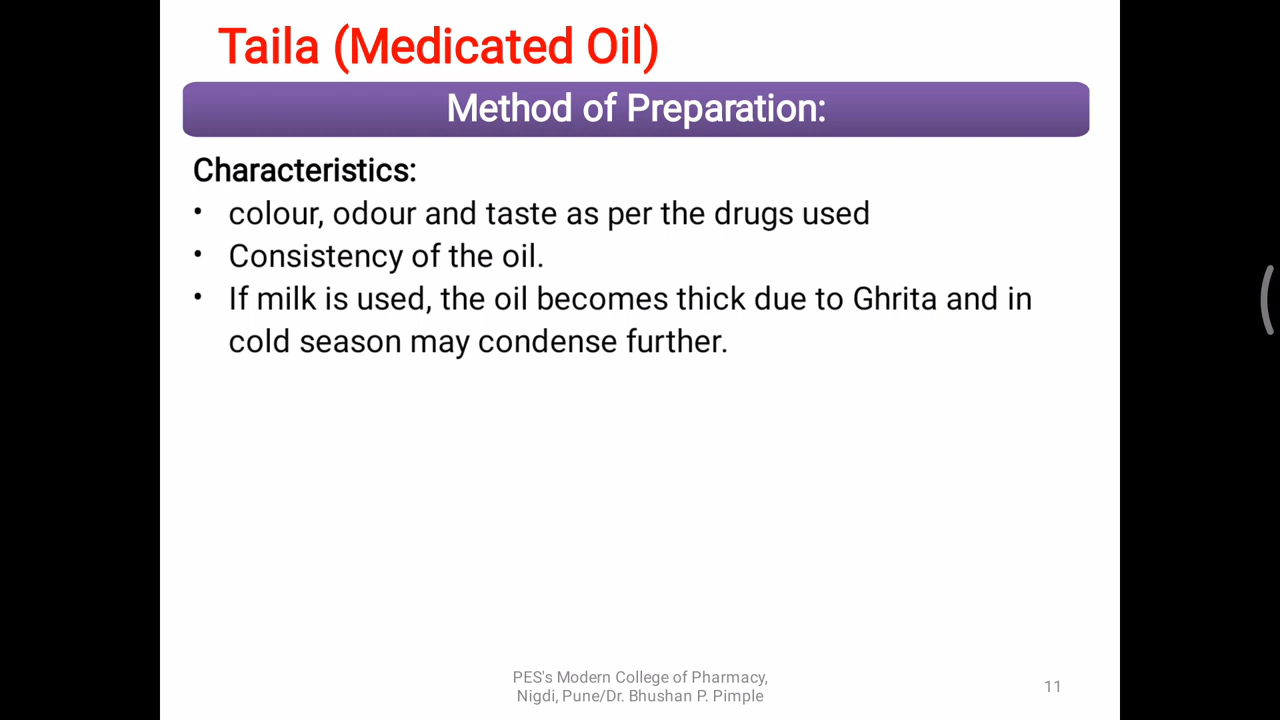 Taila (Medicated Oil)
Method of Preparation:
Characteristics:
• colour, odour and taste as per the drugs used
• Consistency of the oil.
• If milk is used, the oil becomes thick due to Ghrita and in
cold season may condense further.
PES's Modern College of Pharmacy,
Nigdi, Pune/Dr. Bhushan P. Pimple
11